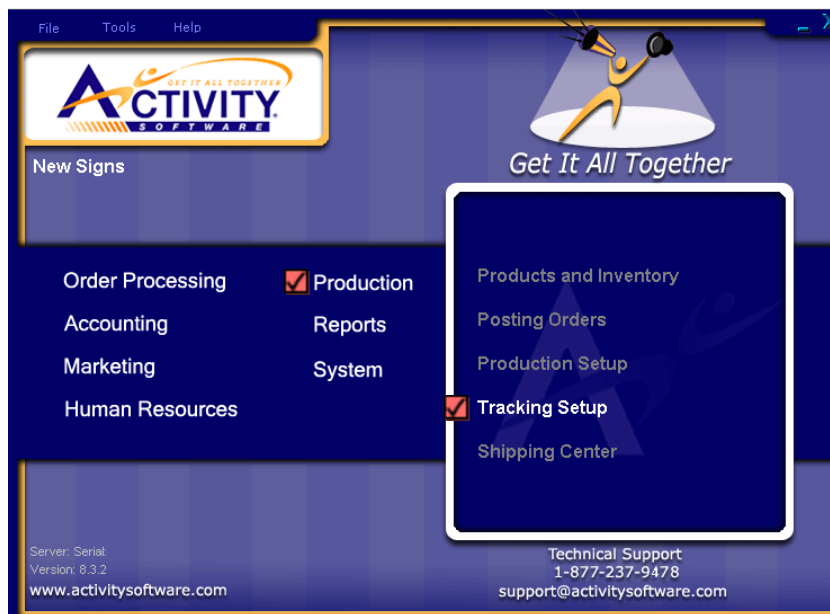 File Tools Help
GET IT ALL TOGETHER
ACTIVITY
SOFTWARE
New Signs
Get It All Together
Order Processing
Accounting
Marketing
Human Resources
Production
Reports
System
Products and Inventory
Posting Orders
Production Setup
Tracking Setup
Shipping Center
Server: Serial:
Version: 8.3.2
www.activitysoftware.com
Technical Support
1-877-237-9478
support@activitysoftware.com